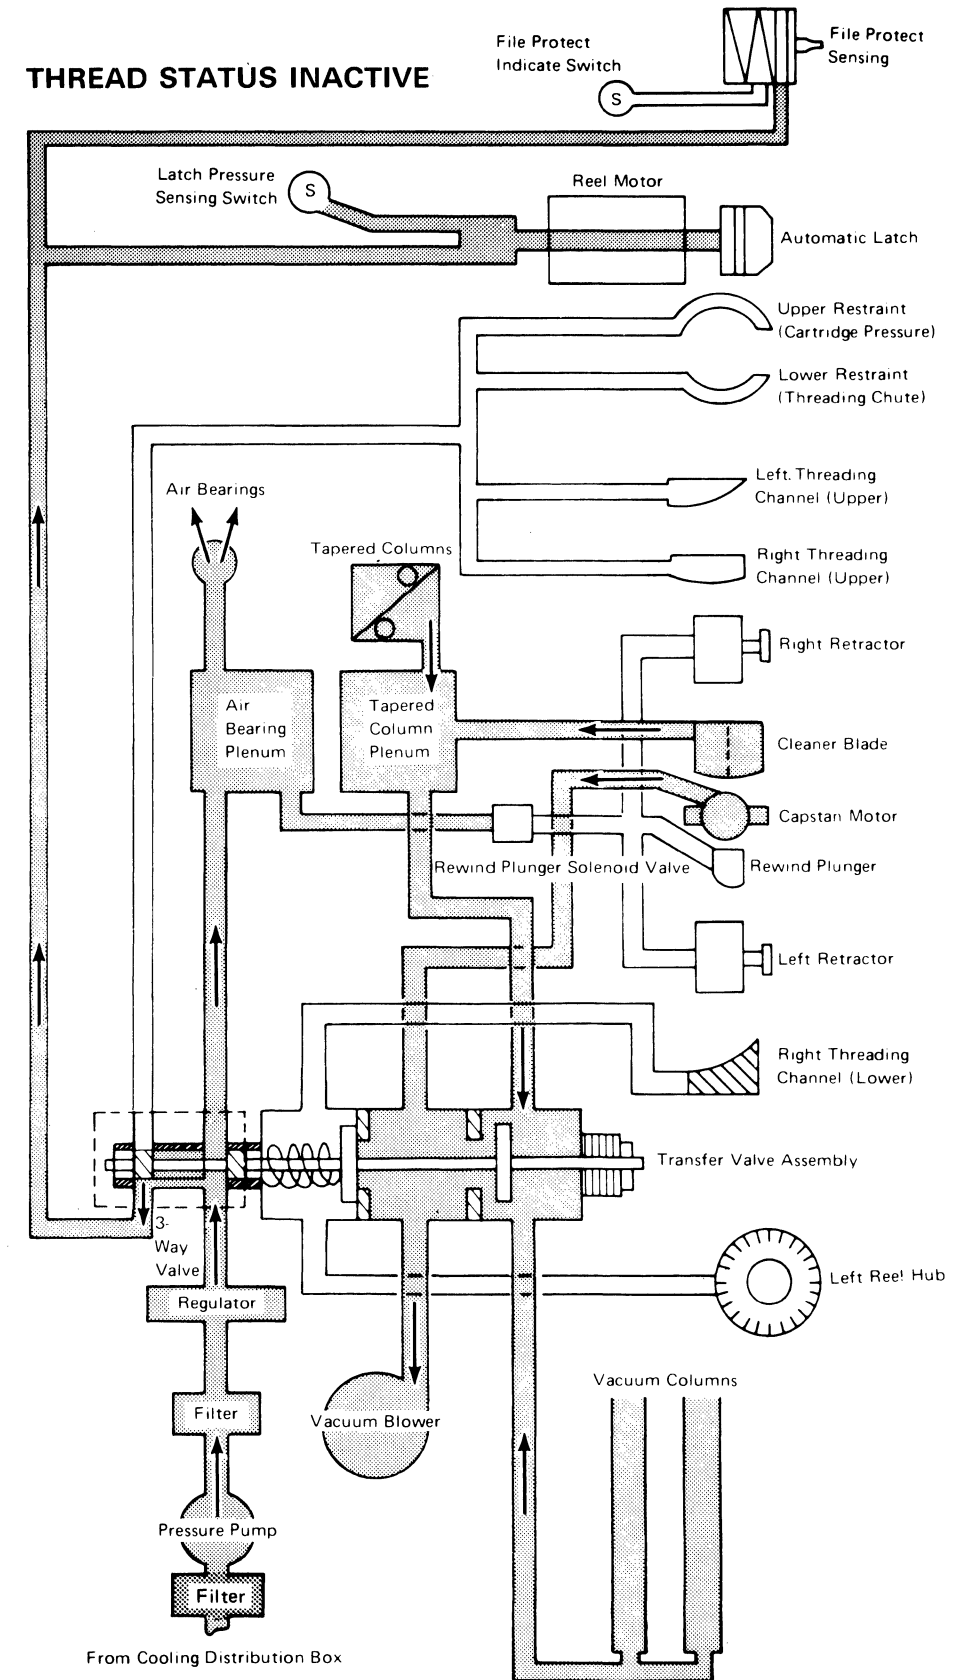 THREAD STATUS INACTIVE
File Protect
Indicate Switch
S
File Protect
Sensing
Latch Pressure
Sensing Switch
S
Reel Motor
Automatic Latch
Upper Restraint
(Cartridge Pressure)
Lower Restraint
(Threading Chute)
Left. Threading
Channel (Upper)
Right Threading
Channel (Upper)
Air Bearings
Tapered Columns
Right Retractor
Air
Bearing
Plenum
Tapered
Column
Plenum
Cleaner Blade
Capstan Motor
Rewind Plunger Solenoid Valve
Rewind Plunger
Left Retractor
Right Threading
Channel (Lower)
Transfer Valve Assembly
3-
Way
Valve
Regulator
Left Reel Hub
Vacuum Columns
Filter
Vacuum Blower
Pressure Pump
Filter
From Cooling Distribution Box